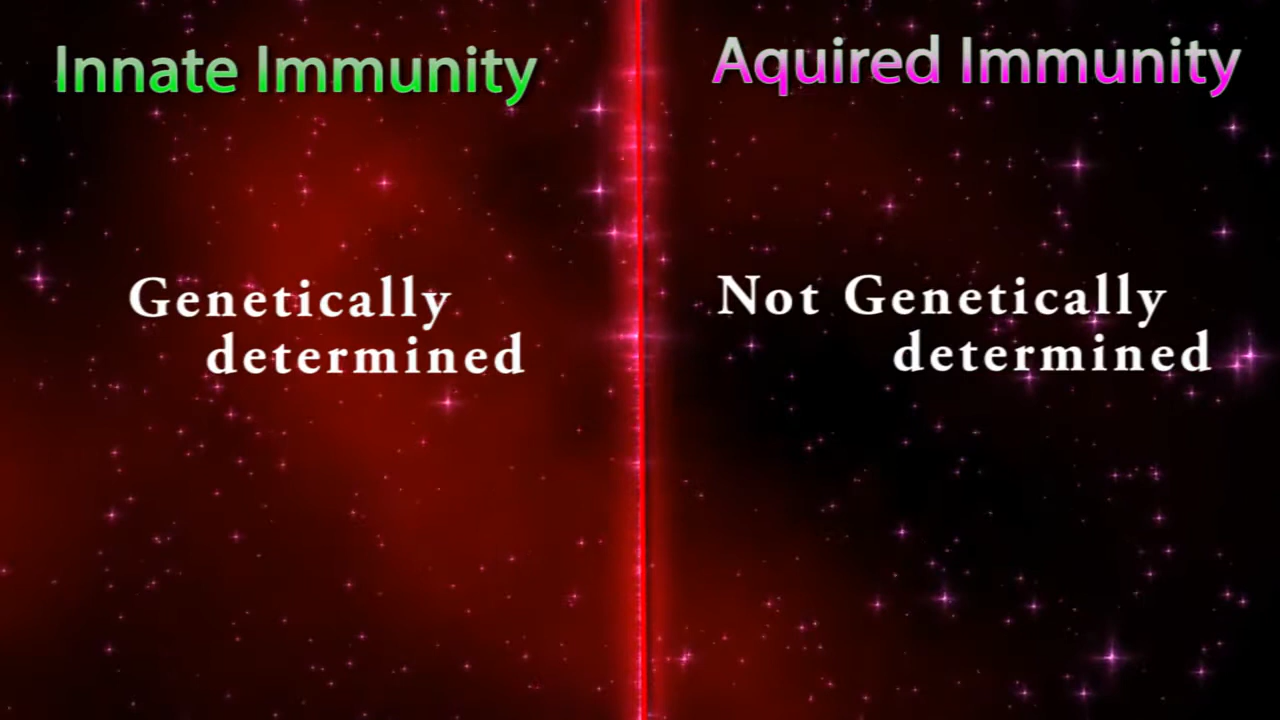 Innate Immunity
Genetically
determined
Aquired Immunity
Not Genetically
determined